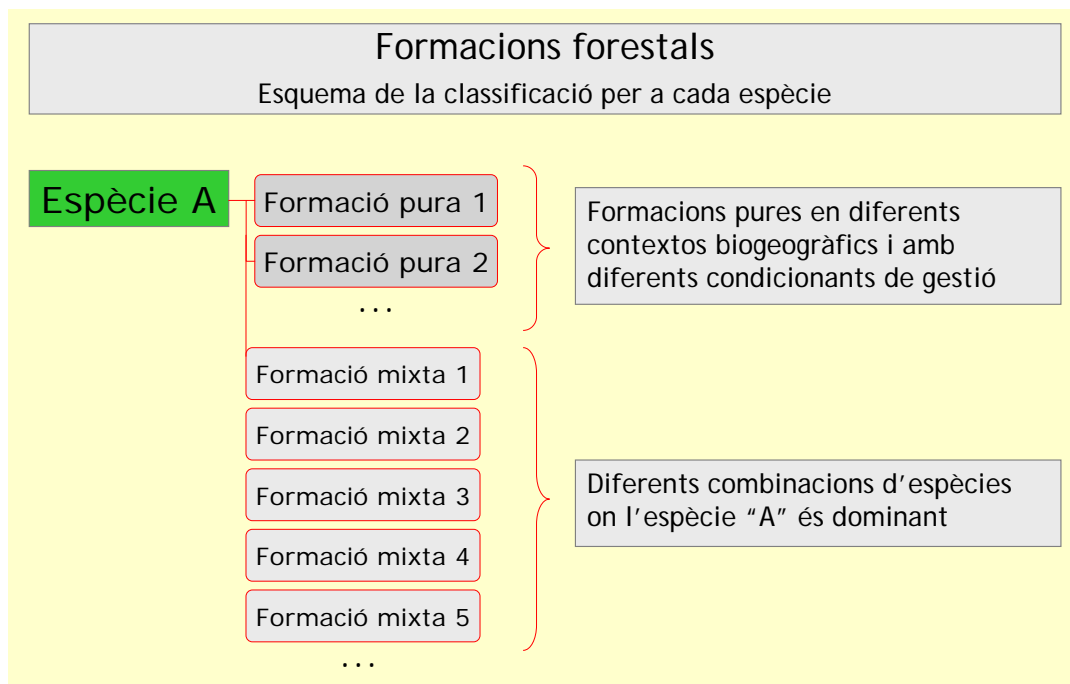 Formacions forestals
Esquema de la classificació per a cada espècie
Espècie A
Formació pura 1
Formació pura 2
...
Formacions pures en diferents
contextos biogeogràfics i amb
diferents condicionants de gestió
Formació mixta 1
Formació mixta 2
Formació mixta 3
Formació mixta 4
Formació mixta 5
...
Diferents combinacions d’espècies
on l’espècie “A” és dominant